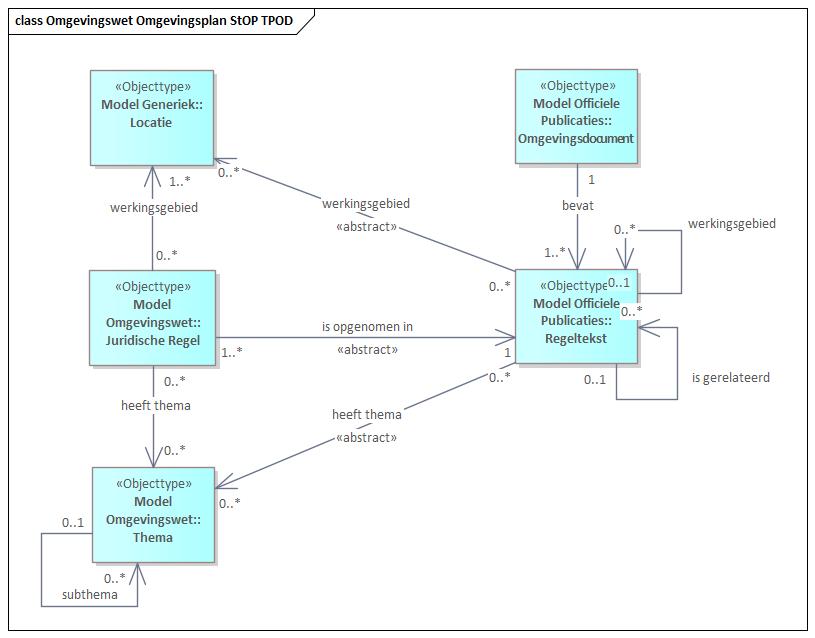 class Omgevingswet Omgevingsplan StOP TPOD
«Objecttype»
Model Generiek::
Locatie
«Objecttype»
Model Officiele
Publicaties::
Omgevingsdocument
1..*
0..*
1
werkingsgebied
werkingsgebied
«abstract»
bevat
0..*
werkingsgebied
0..*
1..*
0..*
«Objecttype»
Model
Omgevingswet::
Juridische Regel
«Objecttype»
0..1
Model Officiele
0..*
Publicaties::
Regeltekst
is opgenomen in
1..*
«abstract»
1
0..*
0..*
0..1
is gerelateerd
heeft thema
heeft thema
«abstract»
0..*
«Objecttype»
Model
Omgevingswet::
Thema
0..*
0..1
0..*
subthema